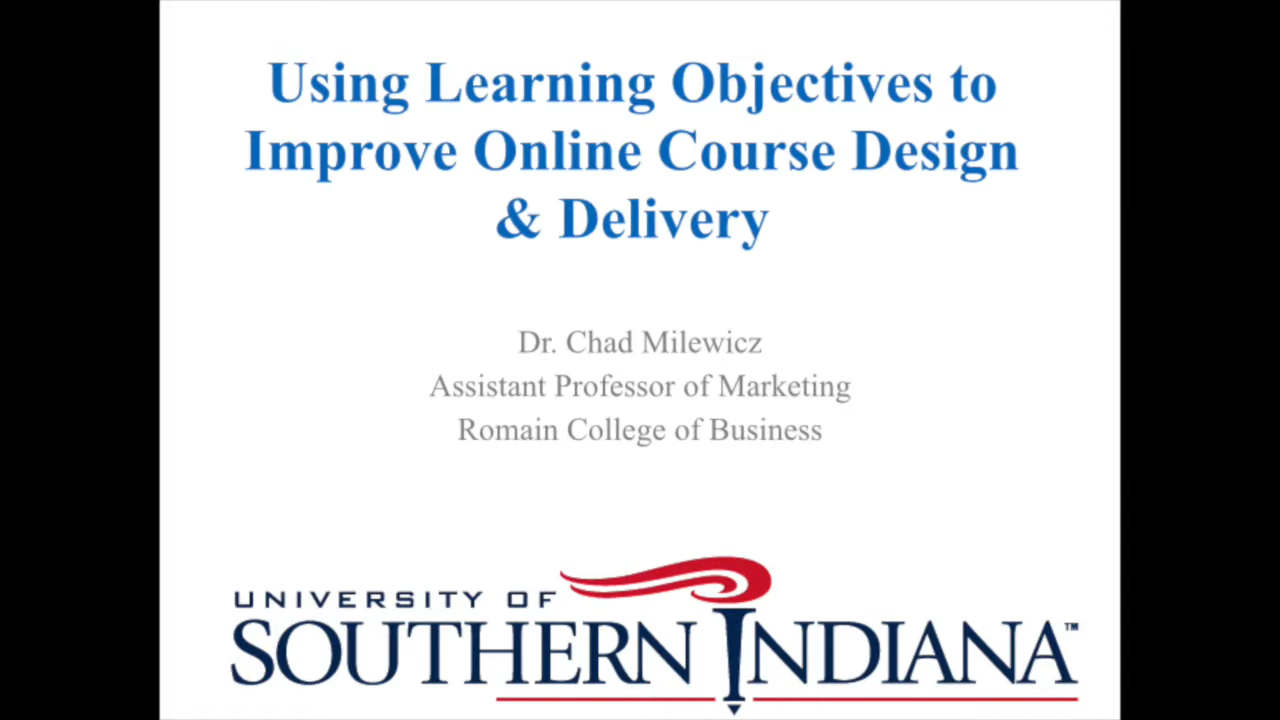 Using Learning Objectives to
Improve Online Course Design
& Delivery
Dr. Chad Milewicz
Assistant Professor of Marketing
Romain College of Business
UNIVERSITY OF
SOUTHERN INDIANA™